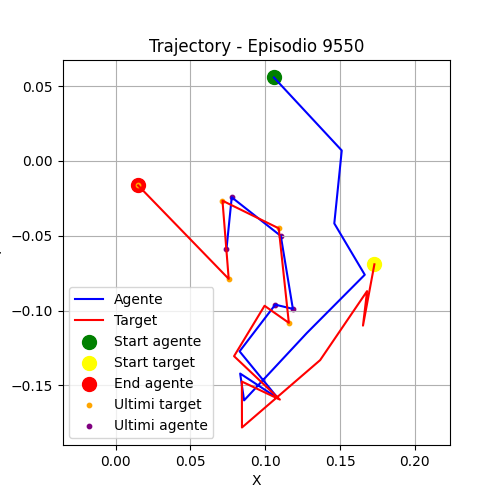 Trajectory - Episodio 9550
0.05
0.00
−0.05
−0.10
−0.15
Agente
Target
Start agente
Start target
End agente
Ultimi target
Ultimi agente
0.00 0.05 0.10 0.15 0.20
X